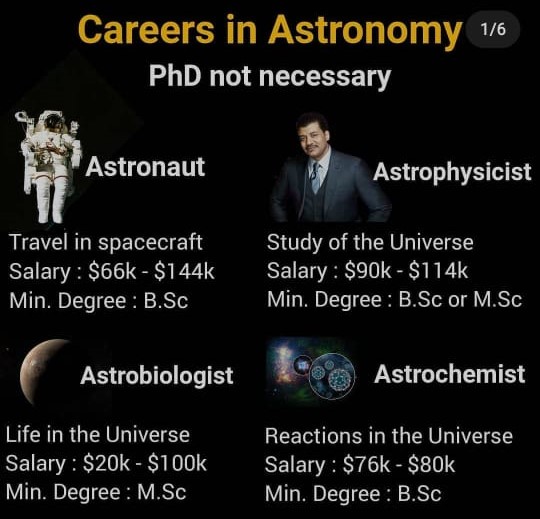 Careers in Astronomy
1/6
PhD not necessary
Astronaut
Travel in spacecraft
Salary : $66k - $144k
Min. Degree : B.Sc
Astrophysicist
Study of the Universe
Salary : $90k - $114k
Min. Degree : B.Sc or M.Sc
Astrobiologist
Life in the Universe
Salary : $20k - $100k
Min. Degree : M.Sc
Astrochemist
Reactions in the Universe
Salary : $76k - $80k
Min. Degree : B.Sc